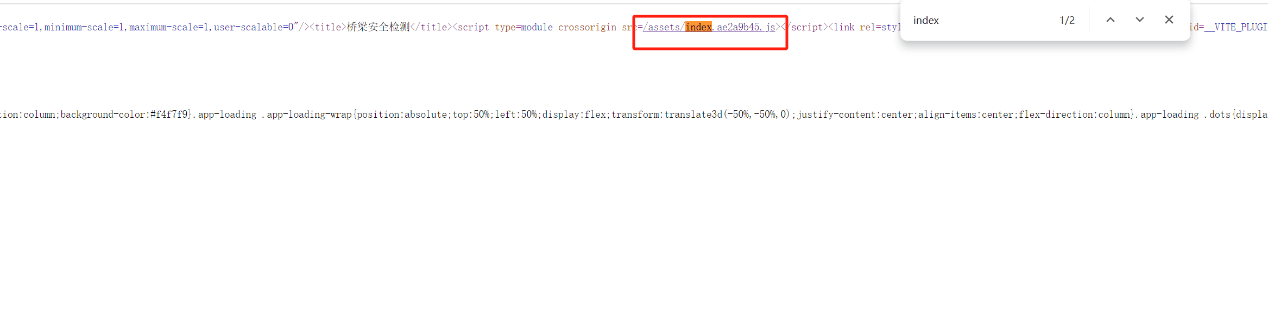 index 1/2
-scale=1,minimum-scale=1,maximum-scale=1,user-scalable=0"/><title>桥梁安全检测</title><script type=module crossorigin src=/assets/index.ae2a9b45.js></script><link rel=styl id=__VITE_PLUGI
tion:column;background-color:#f4f7f9}.app-loading .app-loading-wrap{position:absolute;top:50%;left:50%;display:flex;transform:translate3d(-50%,-50%,0);justify-content:center;align-items:center;flex-direction:column}.app-loading .dots{displa